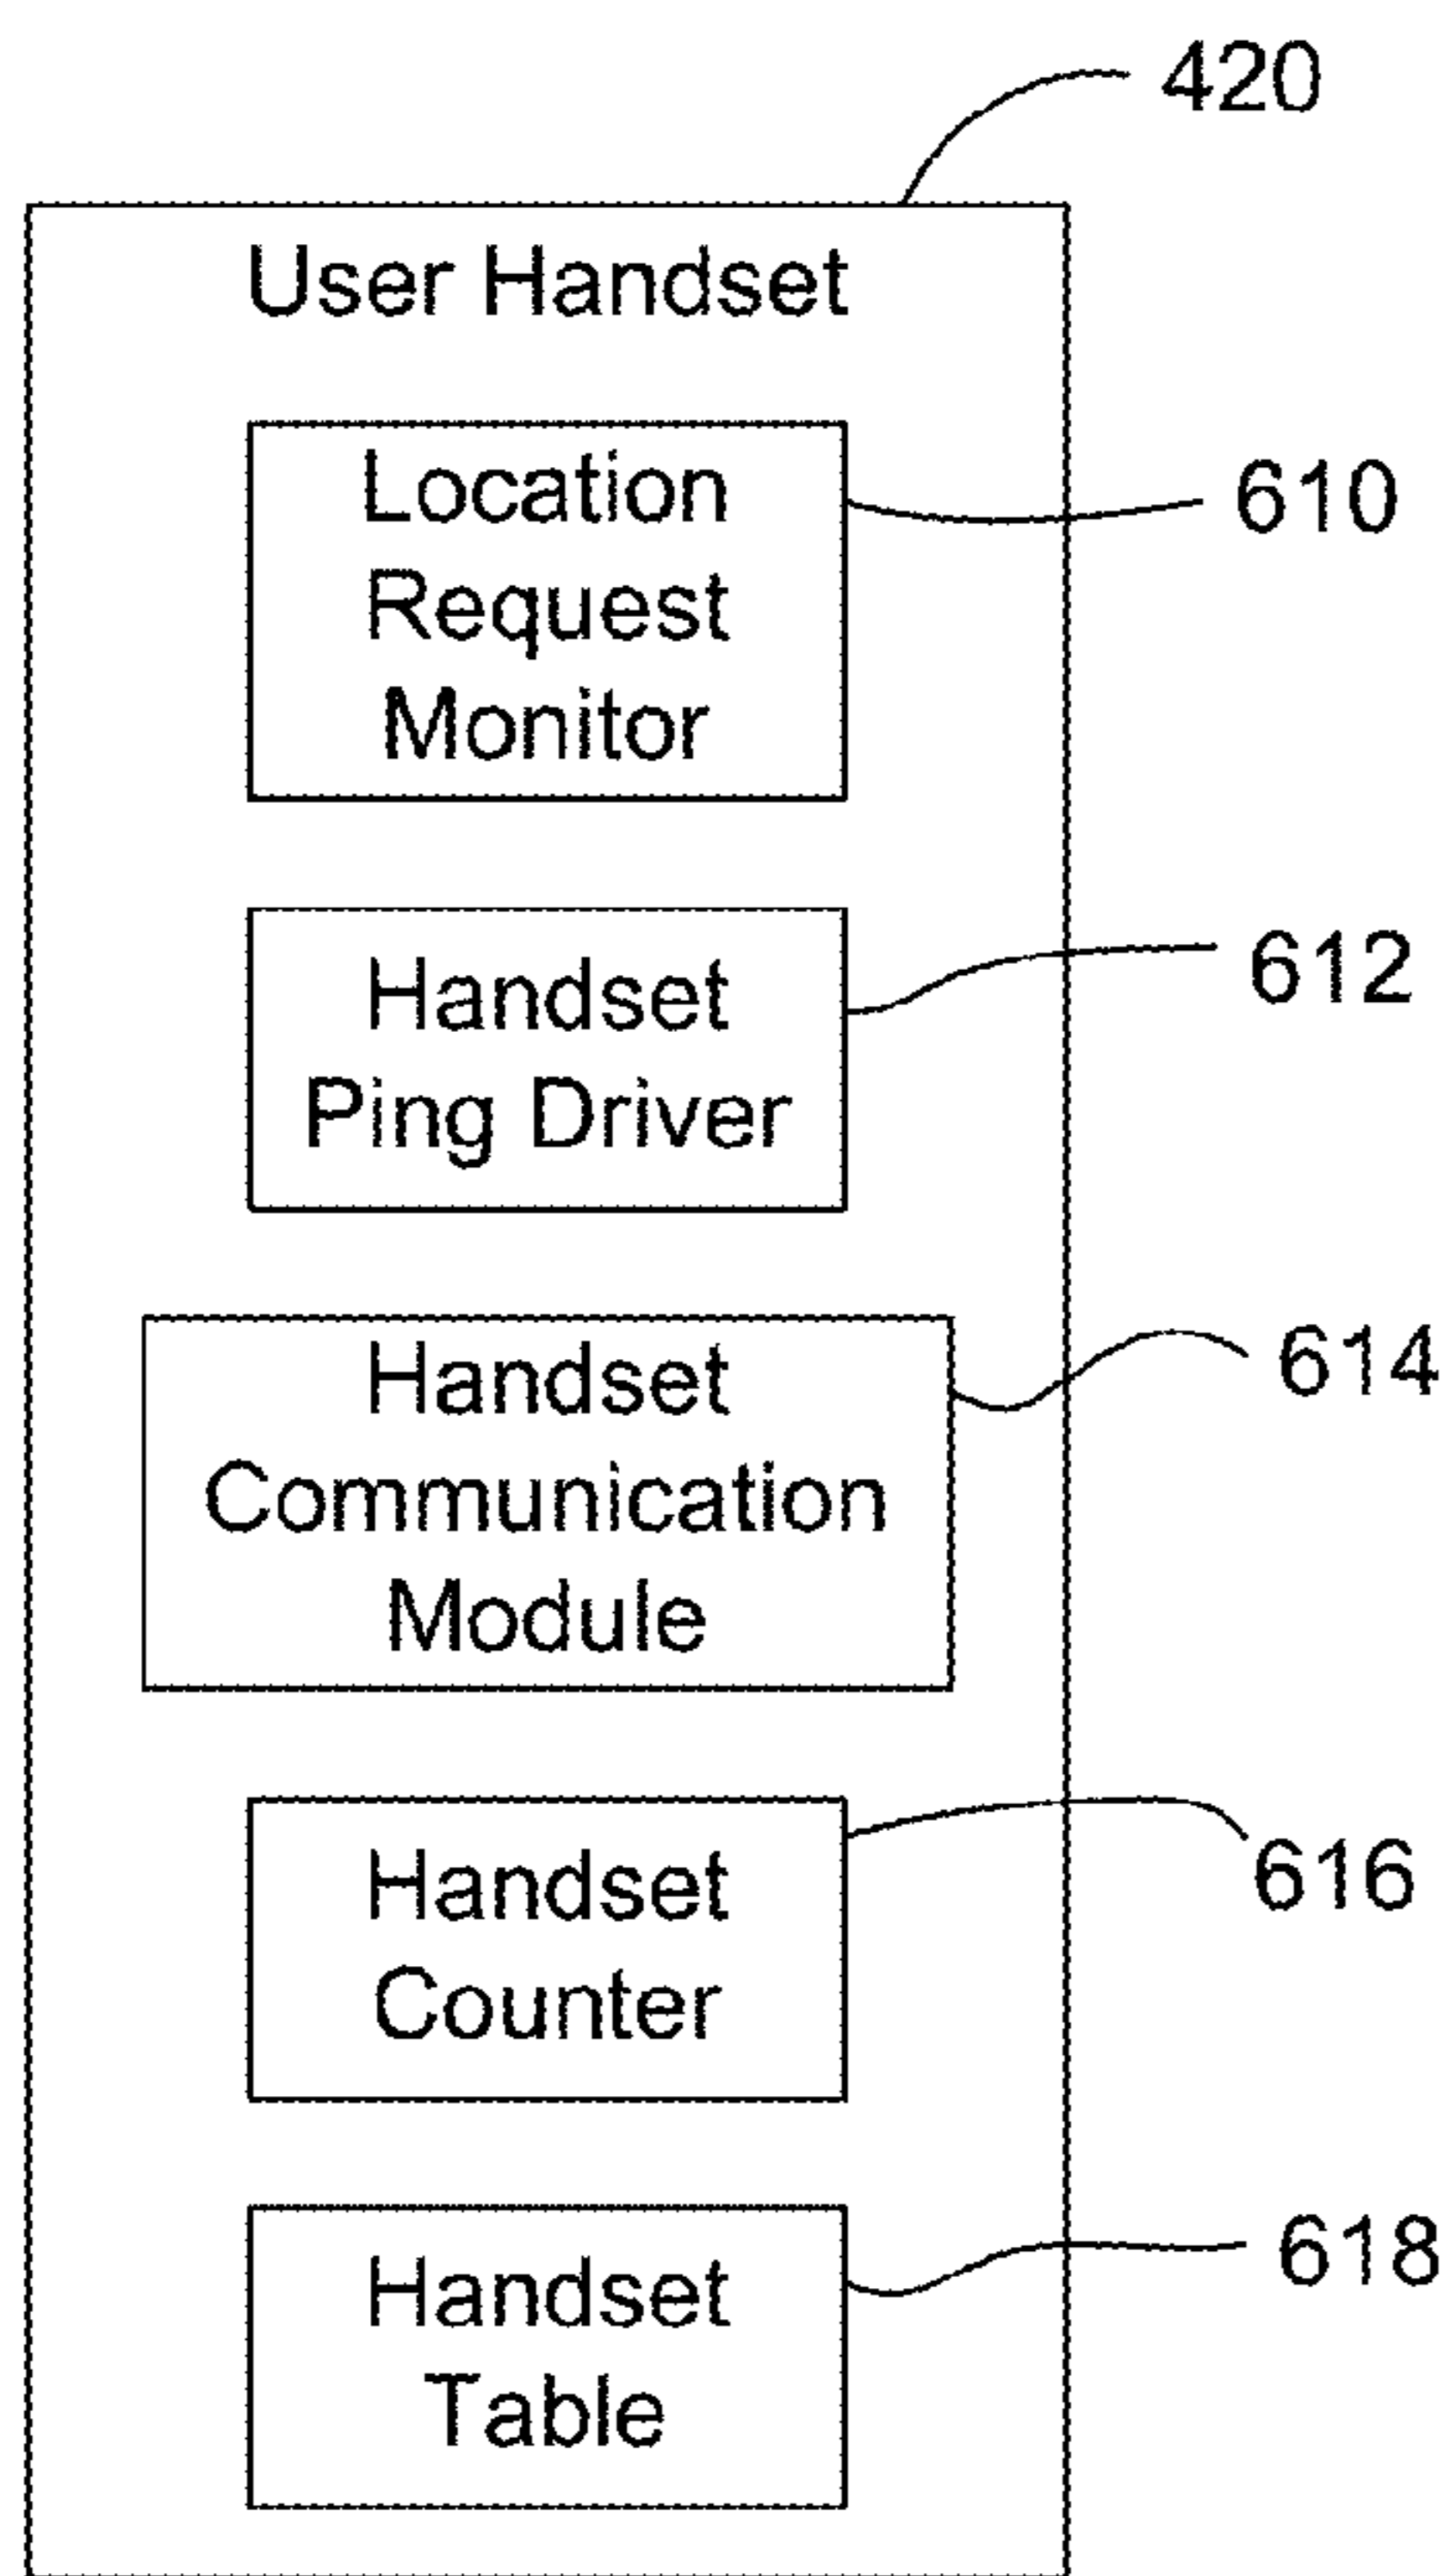 420
User Handset
Location
Request
Monitor
610
Handset
Ping Driver
612
Handset
Communication
Module
614
Handset
Counter
616
Handset
Table
618